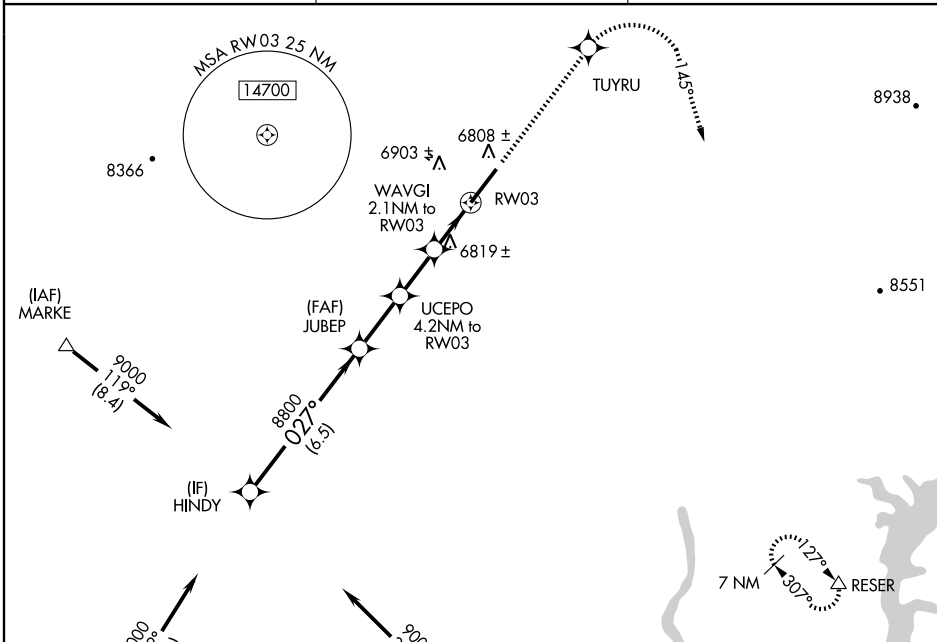 MSA RW03 25 NM
14700
TUYRU
145°
8938
6808 ±
6903 ±
8366
WAVGI
2.1NM to
RW03
RW03
6819 ±
8551
(IAF)
MARKE
(FAF)
JUBEP
UCEPO
4.2NM to
RW03
9000
119°
(8.4)
8800
027°
(6.5)
(IF)
HINDY
7 NM
127°
307°
RESER